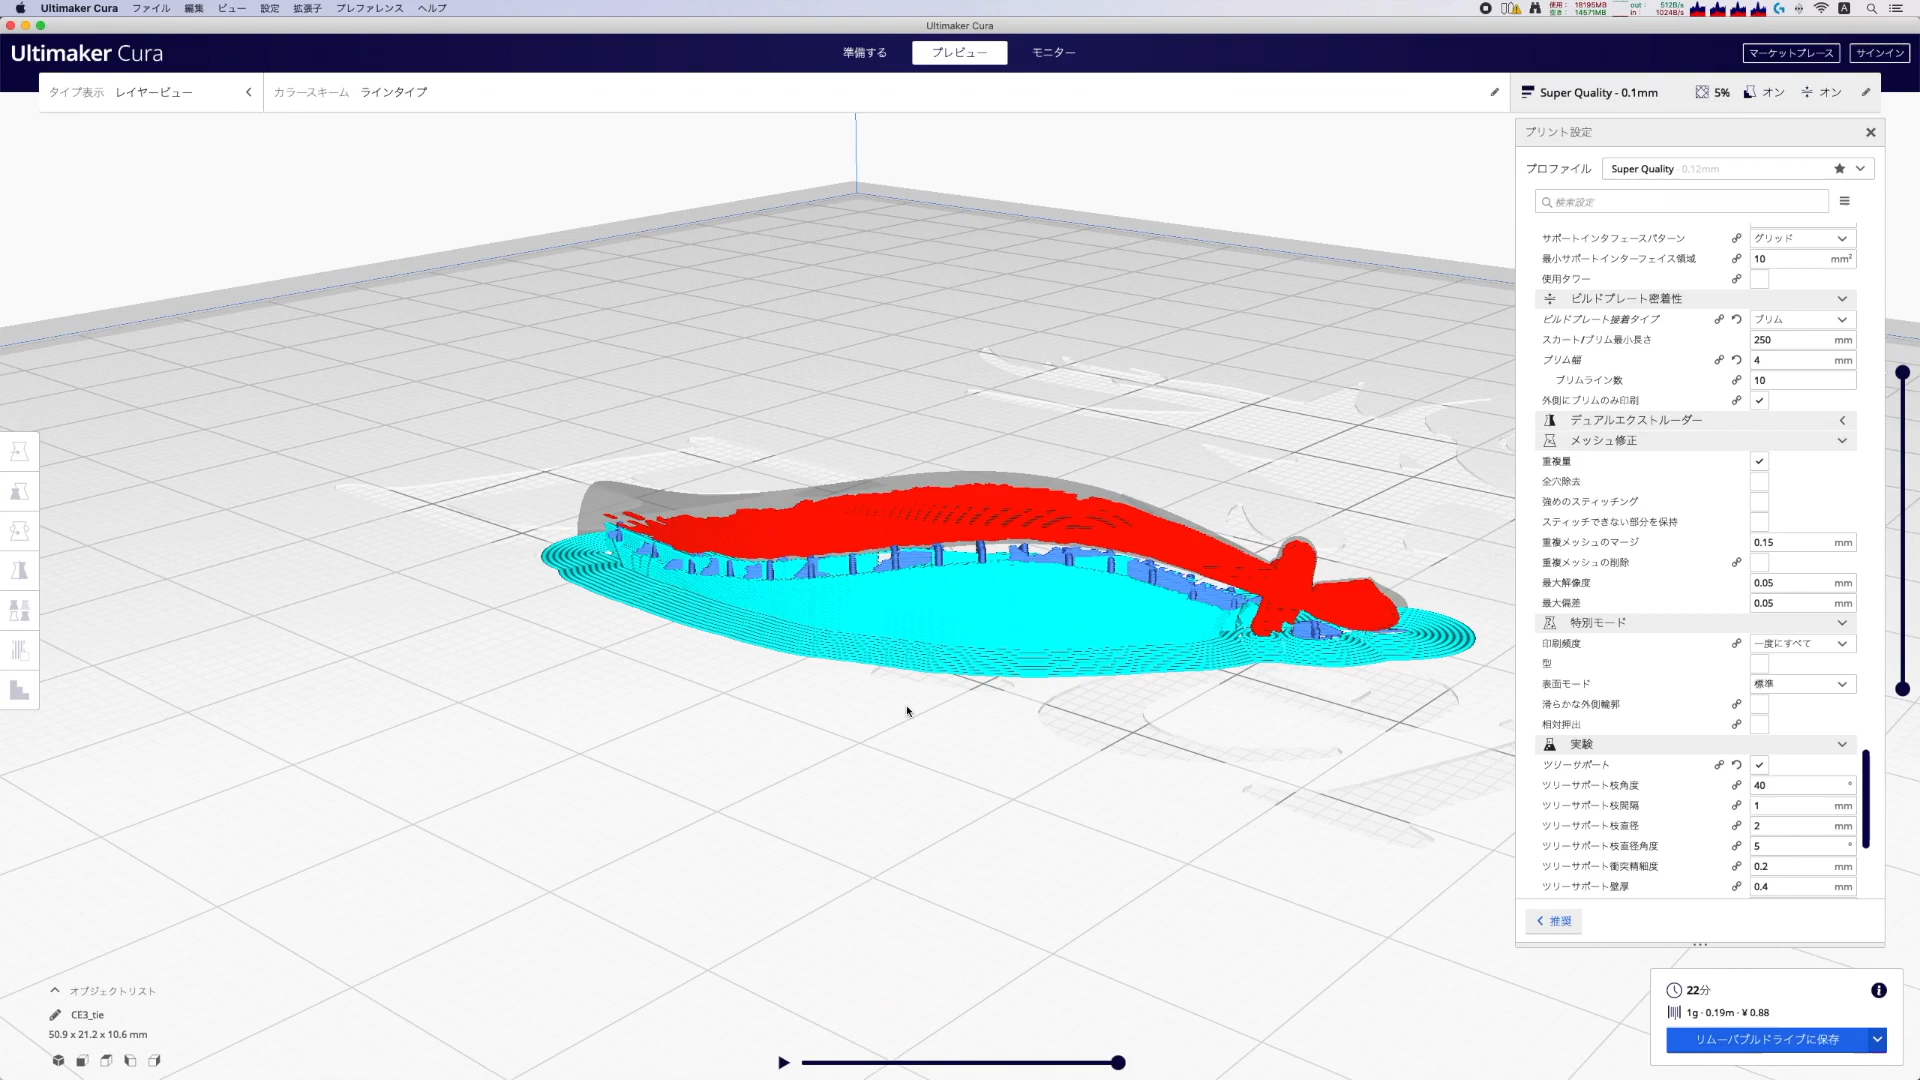 Ultimaker Cura ファイル 編集 ビュー 設定 拡張子 プレファレンス ヘルプ
使用: 18195MB
空き: 14571MB
out: 512B/s
in: 1024B/s
A
Ultimaker Cura
Ultimaker Cura
準備する プレビュー モニター
マーケットプレース サインイン
タイプ表示 レイヤービュー
カラースキーム ラインタイプ
Super Quality - 0.1mm 5% オン オン
プリント設定
プロファイル Super Quality - 0.12mm
検索設定
サポートインタフェースパターン グリッド
最小サポートインターフェイス領域 10 mm²
使用タワー
ビルドプレート密着性
ビルドプレート接着タイプ ブリム
スカート/ブリム最小長さ 250 mm
ブリム幅 4 mm
ブリムライン数 10
外側にブリムのみ印刷
デュアルエクストルーダー
メッシュ修正
重複量
全穴除去
強めのスティッチング
スティッチできない部分を保持
重複メッシュのマージ 0.15 mm
重複メッシュの削除
最大解像度 0.05 mm
最大偏差 0.05 mm
特別モード
印刷頻度 一度にすべて
型
表面モード 標準
滑らかな外側輪郭
相対押出
実験
ツリーサポート
ツリーサポート枝角度 40 °
ツリーサポート枝間隔 1 mm
ツリーサポート枝直径 2 mm
ツリーサポート枝直径角度 5 °
ツリーサポート衝突精細度 0.2 mm
ツリーサポート壁厚 0.4 mm
推奨
オブジェクトリスト
CE3_tie
50.9 x 21.2 x 10.6 mm
22分
1g · 0.19m · ¥ 0.88
リムーバブルドライブに保存